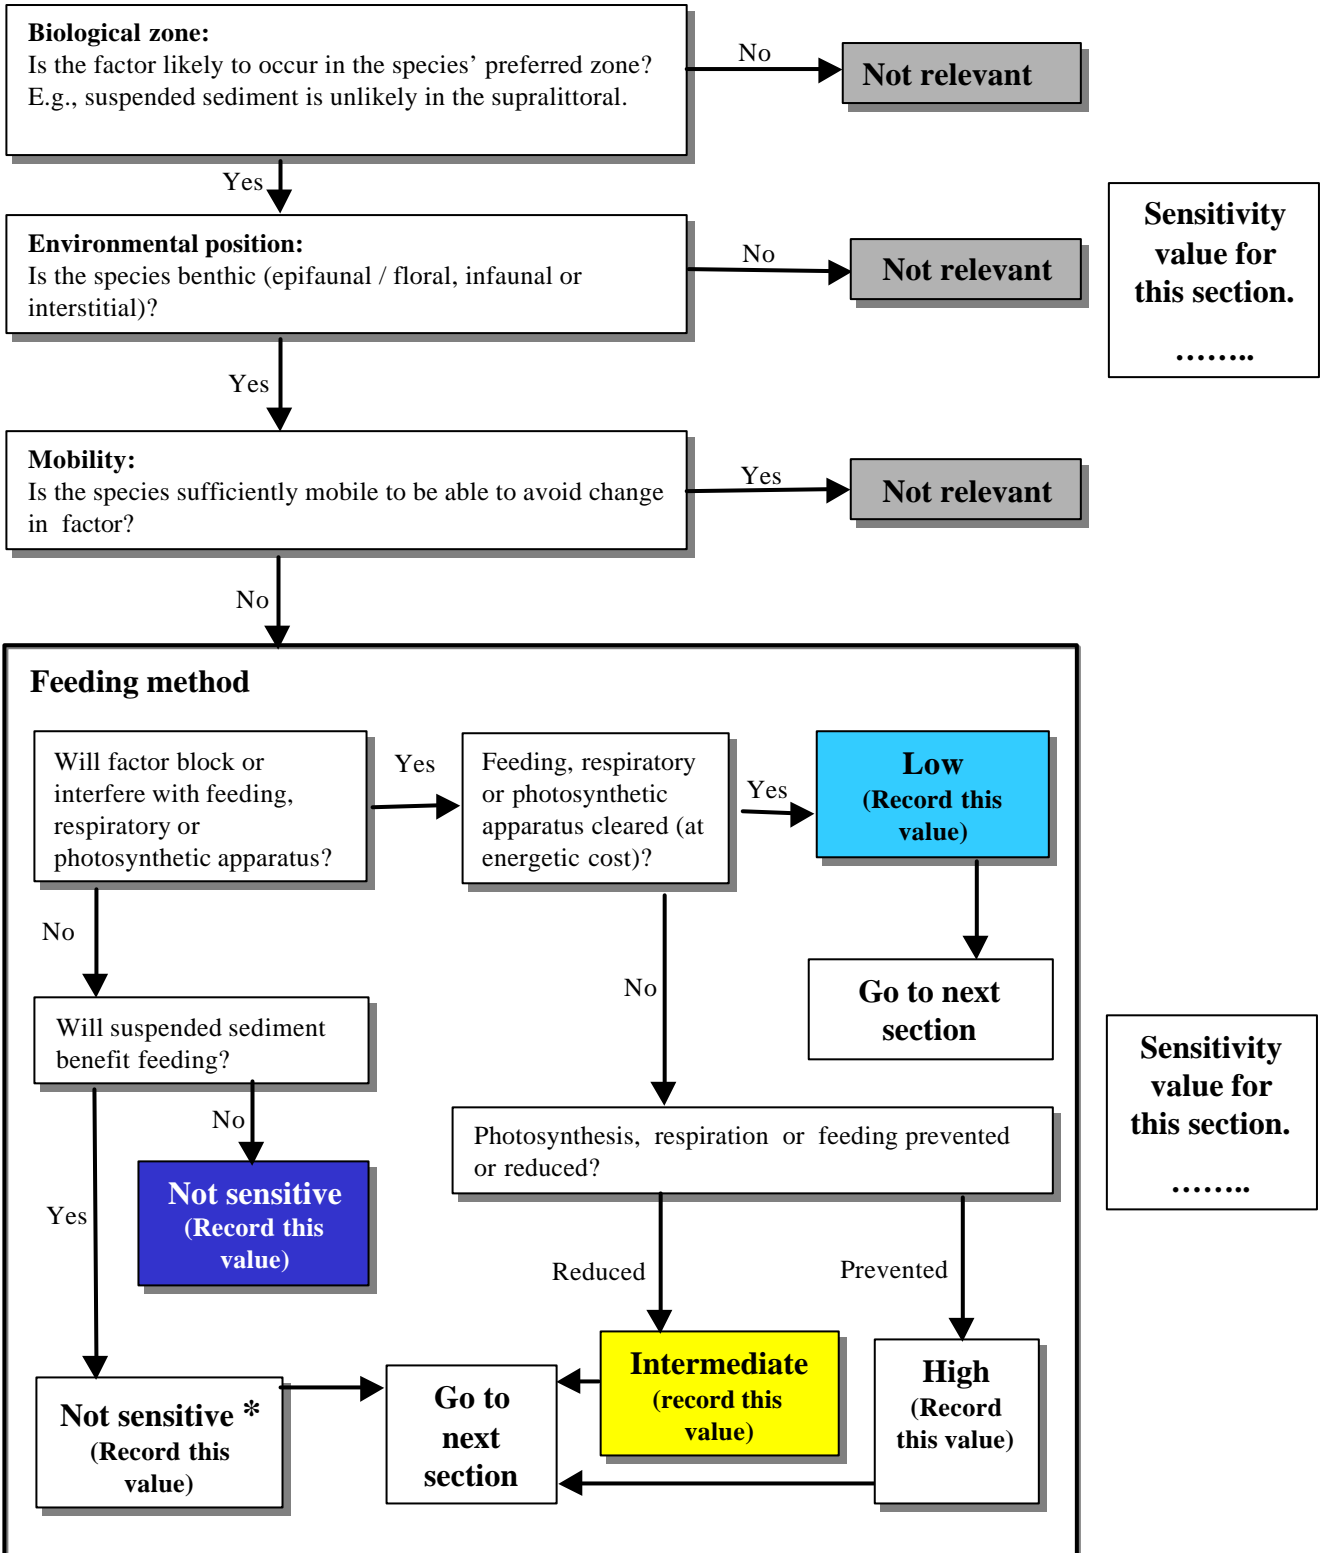 Biological zone:
Is the factor likely to occur in the species’ preferred zone?
E.g., suspended sediment is unlikely in the supralittoral.
No
Not relevant
Yes
Environmental position:
Is the species benthic (epifaunal / floral, infaunal or
interstitial)?
No
Not relevant
Sensitivity
value for
this section.
……..
Yes
Mobility:
Is the species sufficiently mobile to be able to avoid change
in factor?
Yes
Not relevant
No
Feeding method
Will factor block or
interfere with feeding,
respiratory or
photosynthetic apparatus?
Yes
Feeding, respiratory
or photosynthetic
apparatus cleared (at
energetic cost)?
Yes
Low
(Record this
value)
No
No
Go to next
section
Will suspended sediment
benefit feeding?
Sensitivity
value for
this section.
……..
No
Photosynthesis, respiration or feeding prevented
or reduced?
Yes
Not sensitive
(Record this
value)
Reduced
Prevented
Not sensitive *
(Record this
value)
Go to
next
section
Intermediate
(record this
value)
High
(Record
this value)